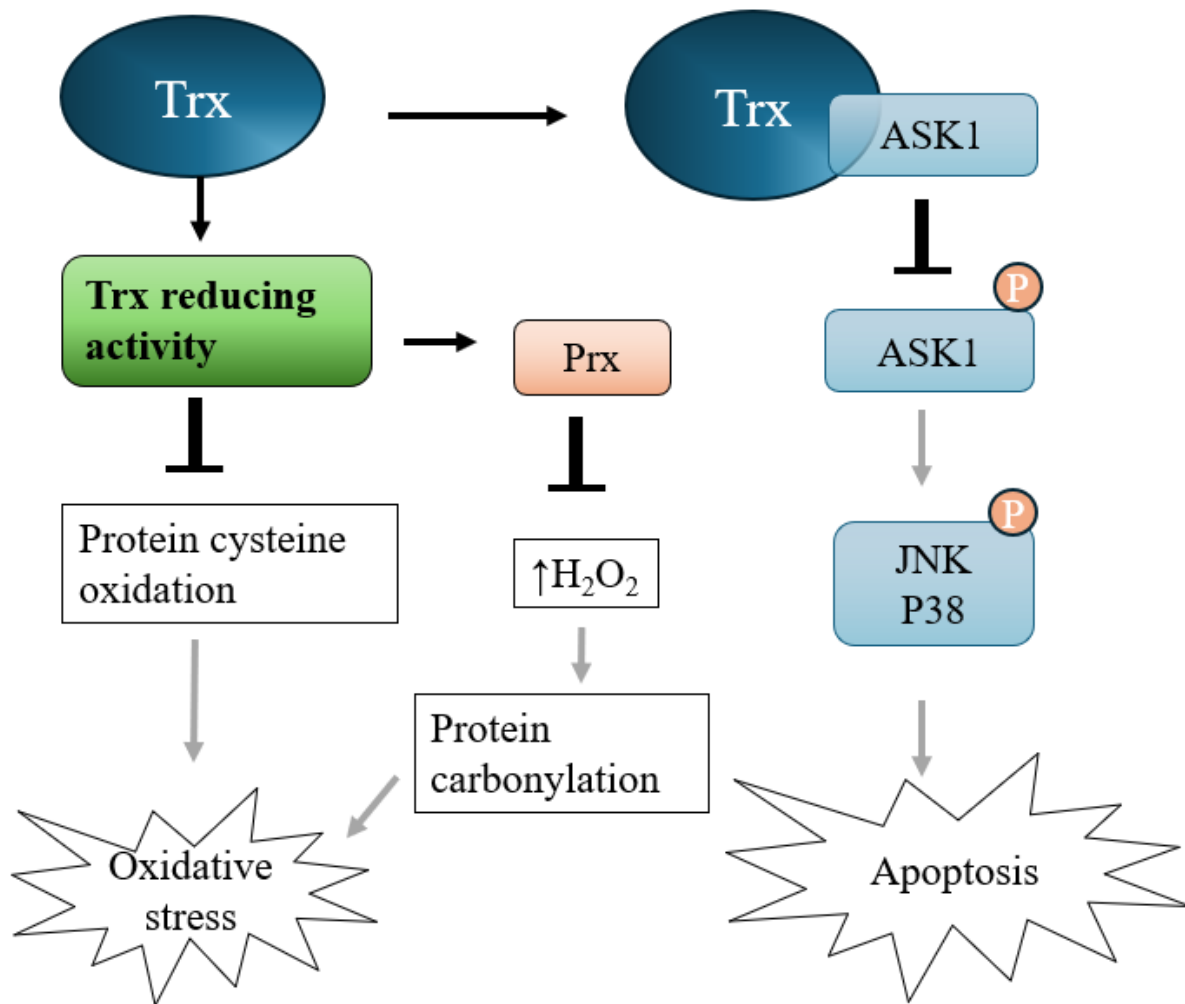 Trx
Trx
ASK1
Trx reducing
activity
Prx
P
ASK1
Protein cysteine
oxidation
↑H₂O₂
P
JNK
P38
Protein
carbonylation
Oxidative
stress
Apoptosis